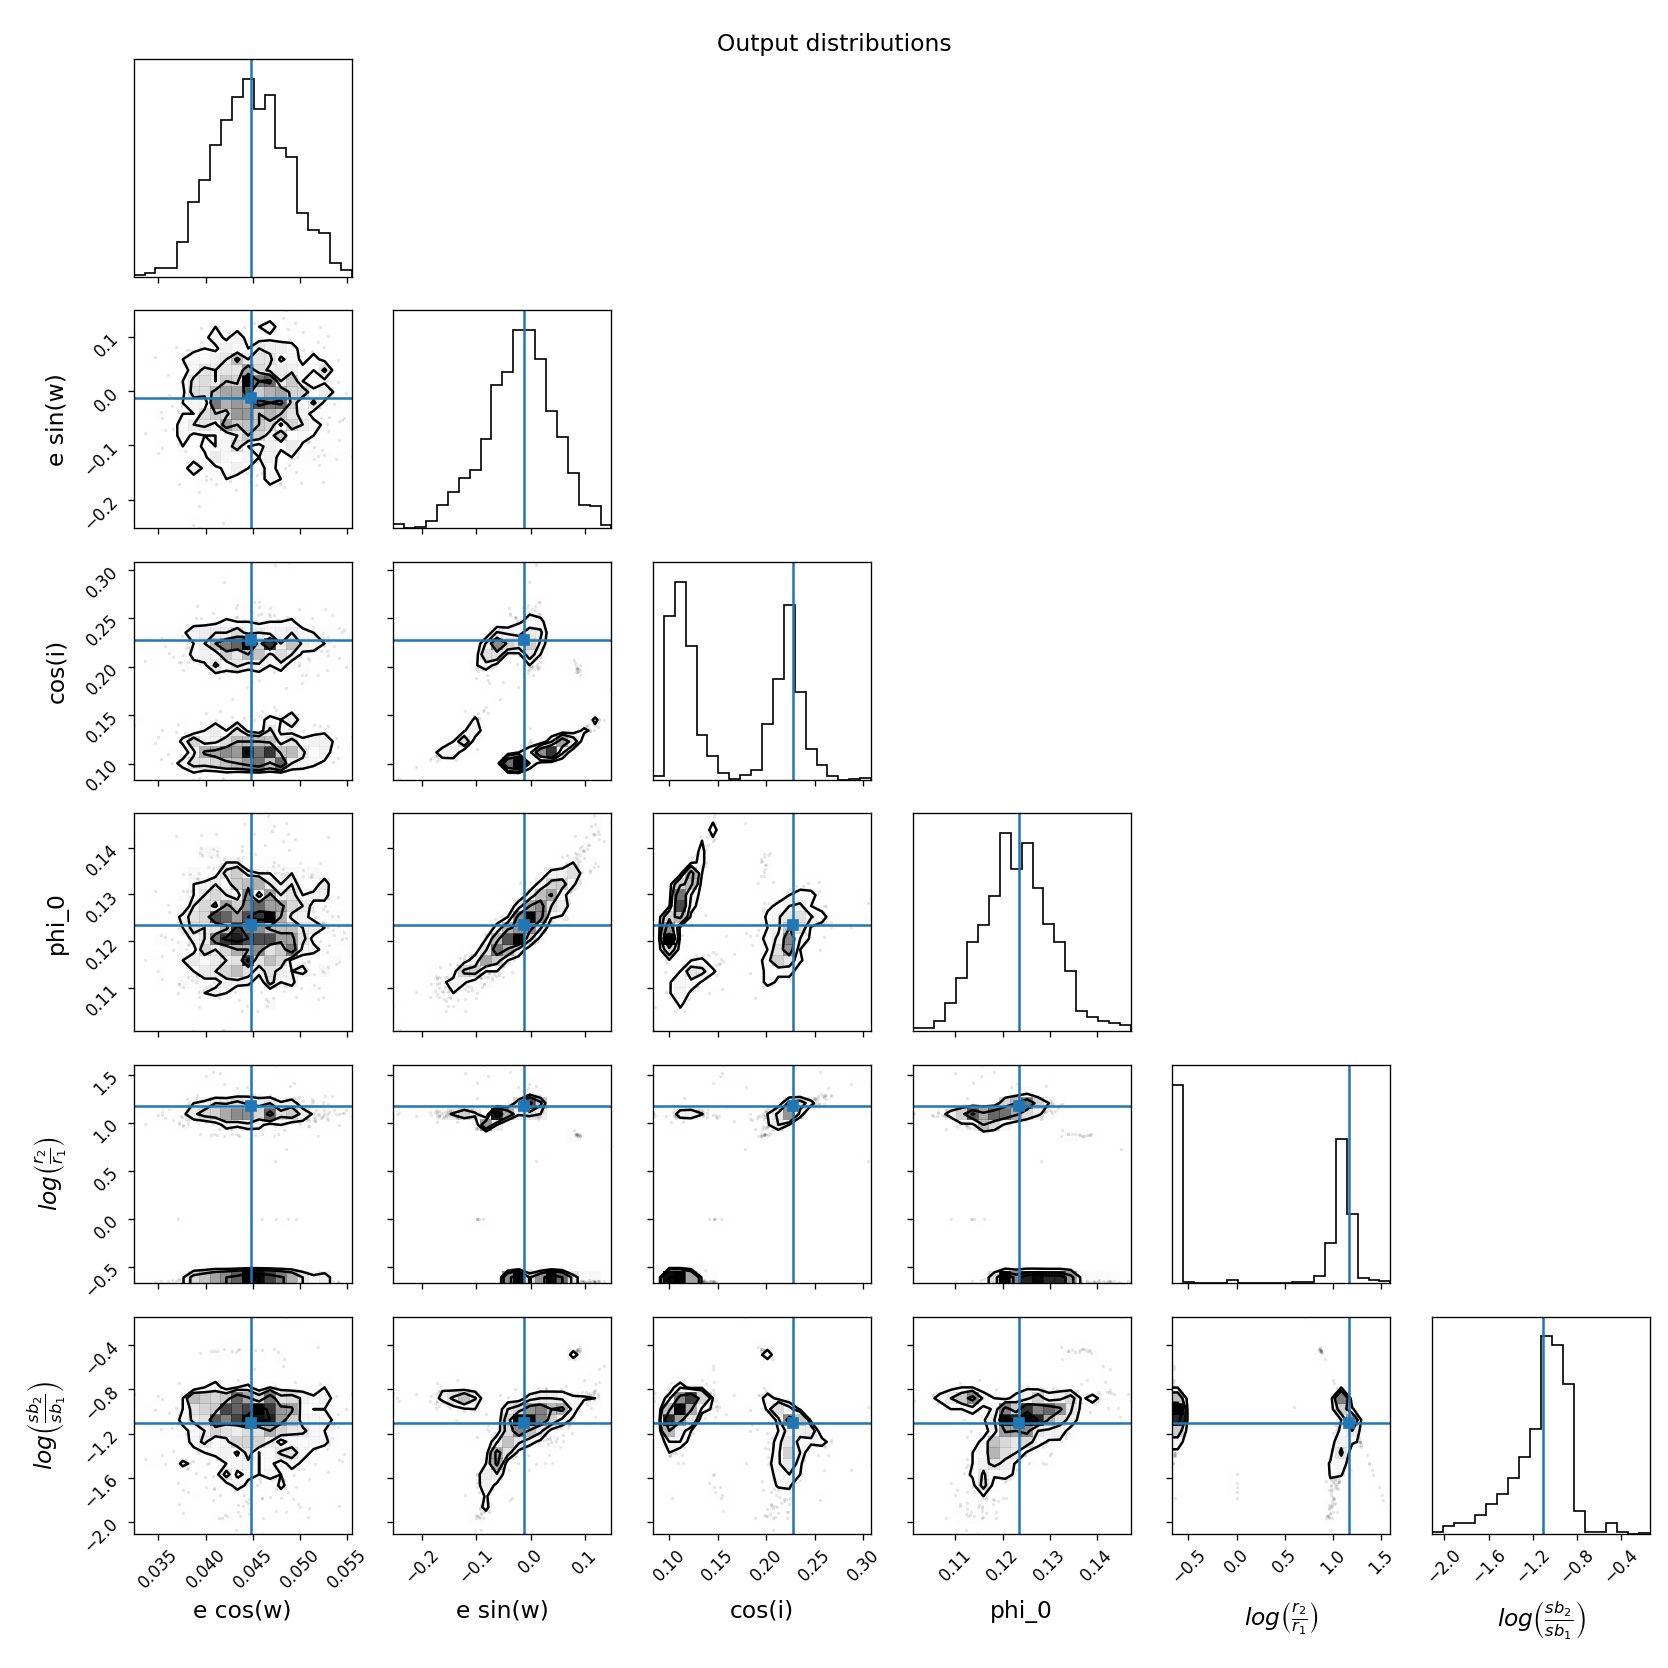 Output distributions
e sin(w)
0.1
0.0
−0.1
−0.2
cos(i)
0.30
0.25
0.20
0.15
0.10
phi_0
0.14
0.13
0.12
0.11
log(r₂/r₁)
1.5
1.0
0.5
0.0
−0.5
log(sb₂/sb₁)
−0.4
−0.8
−1.2
−1.6
−2.0
0.035 0.040 0.045 0.050 0.055 −0.2 −0.1 0.0 0.1 0.10 0.15 0.20 0.25 0.30 0.11 0.12 0.13 0.14 −0.5 0.0 0.5 1.0 1.5 −2.0 −1.6 −1.2 −0.8 −0.4
e cos(w) e sin(w) cos(i) phi_0 log(r₂/r₁) log(sb₂/sb₁)